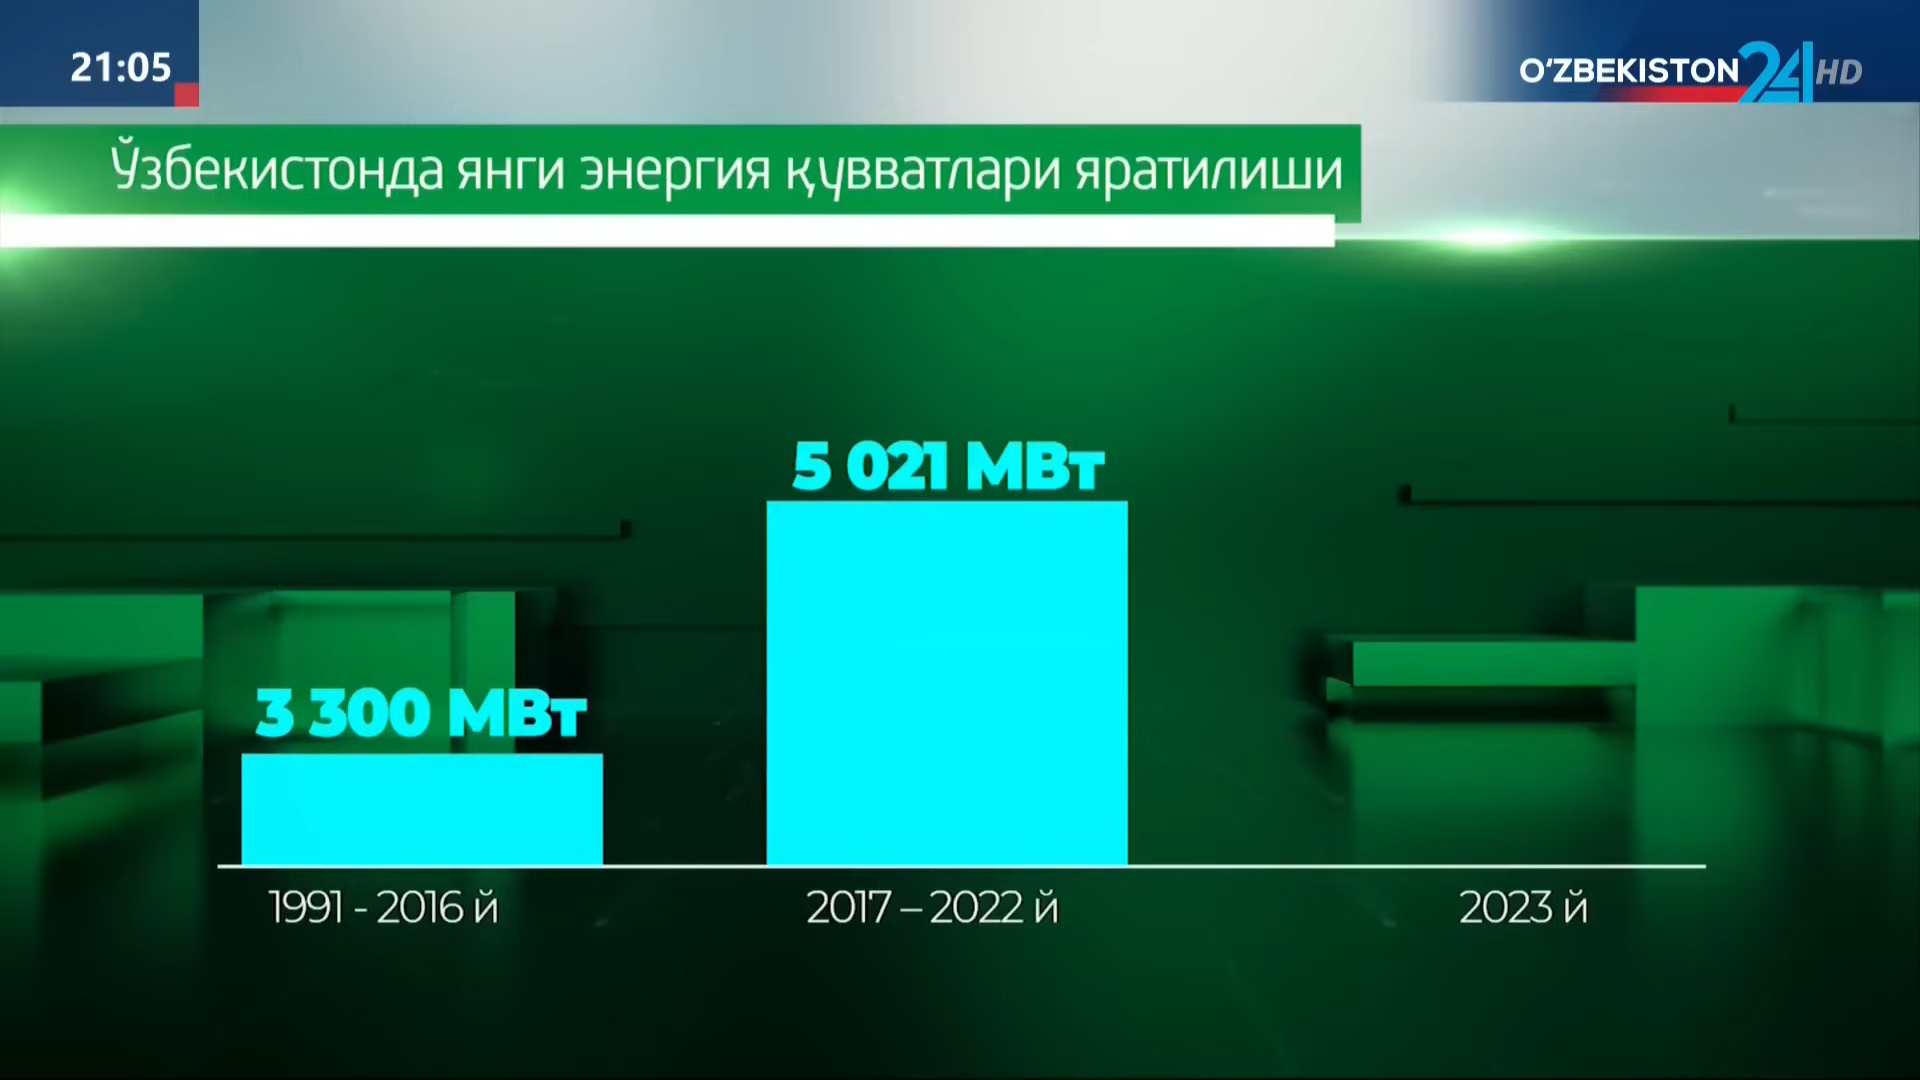 21:05
O‘ZBEKISTON 24 HD
Ўзбекистонда янги энергия қувватлари яратилиши
5 021 МВт
3 300 МВт
1991 - 2016 й
2017 – 2022 й
2023 й